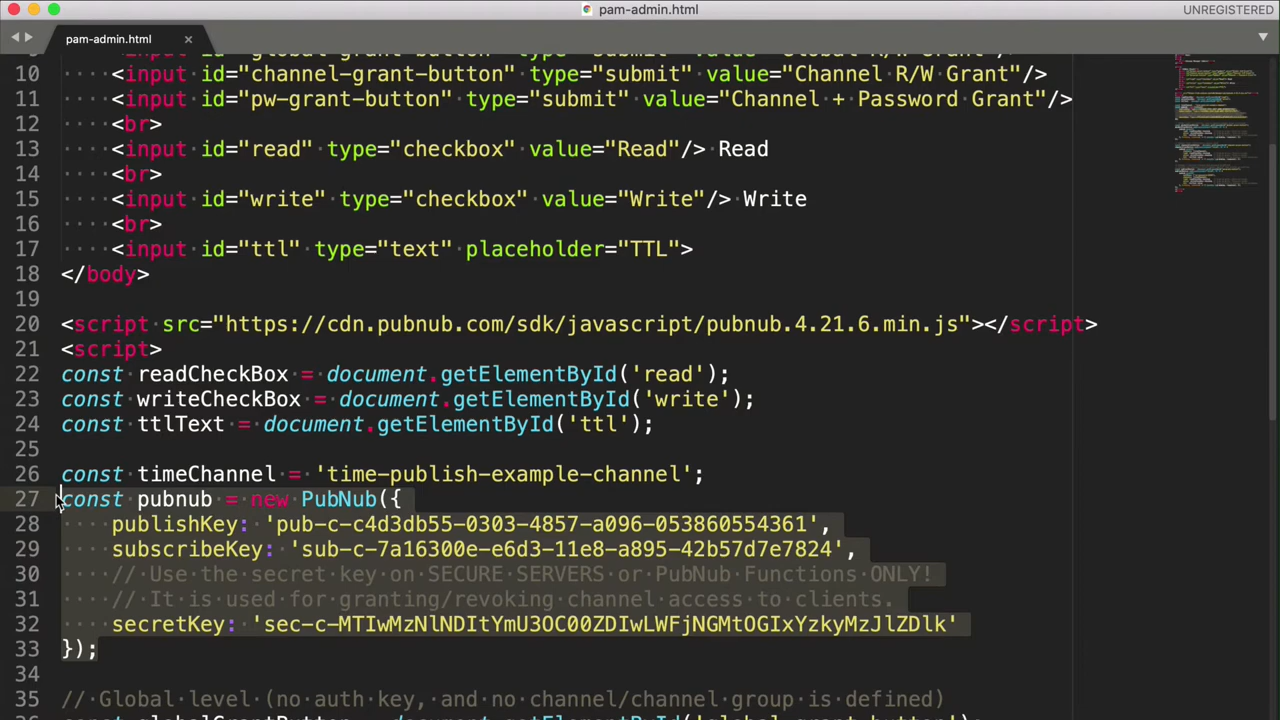 pam-admin.html
UNREGISTERED
pam-admin.html ×
10 <input id="channel-grant-button" type="submit" value="Channel R/W Grant"/>
11 <input id="pw-grant-button" type="submit" value="Channel + Password Grant"/>
12 <br>
13 <input id="read" type="checkbox" value="Read"/> Read
14 <br>
15 <input id="write" type="checkbox" value="Write"/> Write
16 <br>
17 <input id="ttl" type="text" placeholder="TTL">
18 </body>
19
20 <script src="https://cdn.pubnub.com/sdk/javascript/pubnub.4.21.6.min.js"></script>
21 <script>
22 const readCheckBox = document.getElementById('read');
23 const writeCheckBox = document.getElementById('write');
24 const ttlText = document.getElementById('ttl');
25
26 const timeChannel = 'time-publish-example-channel';
27 const pubnub = new PubNub({
28 publishKey: 'pub-c-c4d3db55-0303-4857-a096-053860554361',
29 subscribeKey: 'sub-c-7a16300e-e6d3-11e8-a895-42b57d7e7824',
30 // Use the secret key on SECURE SERVERS or PubNub Functions ONLY!
31 // It is used for granting/revoking channel access to clients.
32 secretKey: 'sec-c-MTIwMzNlNDItYmU3OC00ZDIwLWFjNGMtOGIxYzkyMzJlZDlk'
33 });
34
35 // Global level (no auth key, and no channel/channel group is defined)